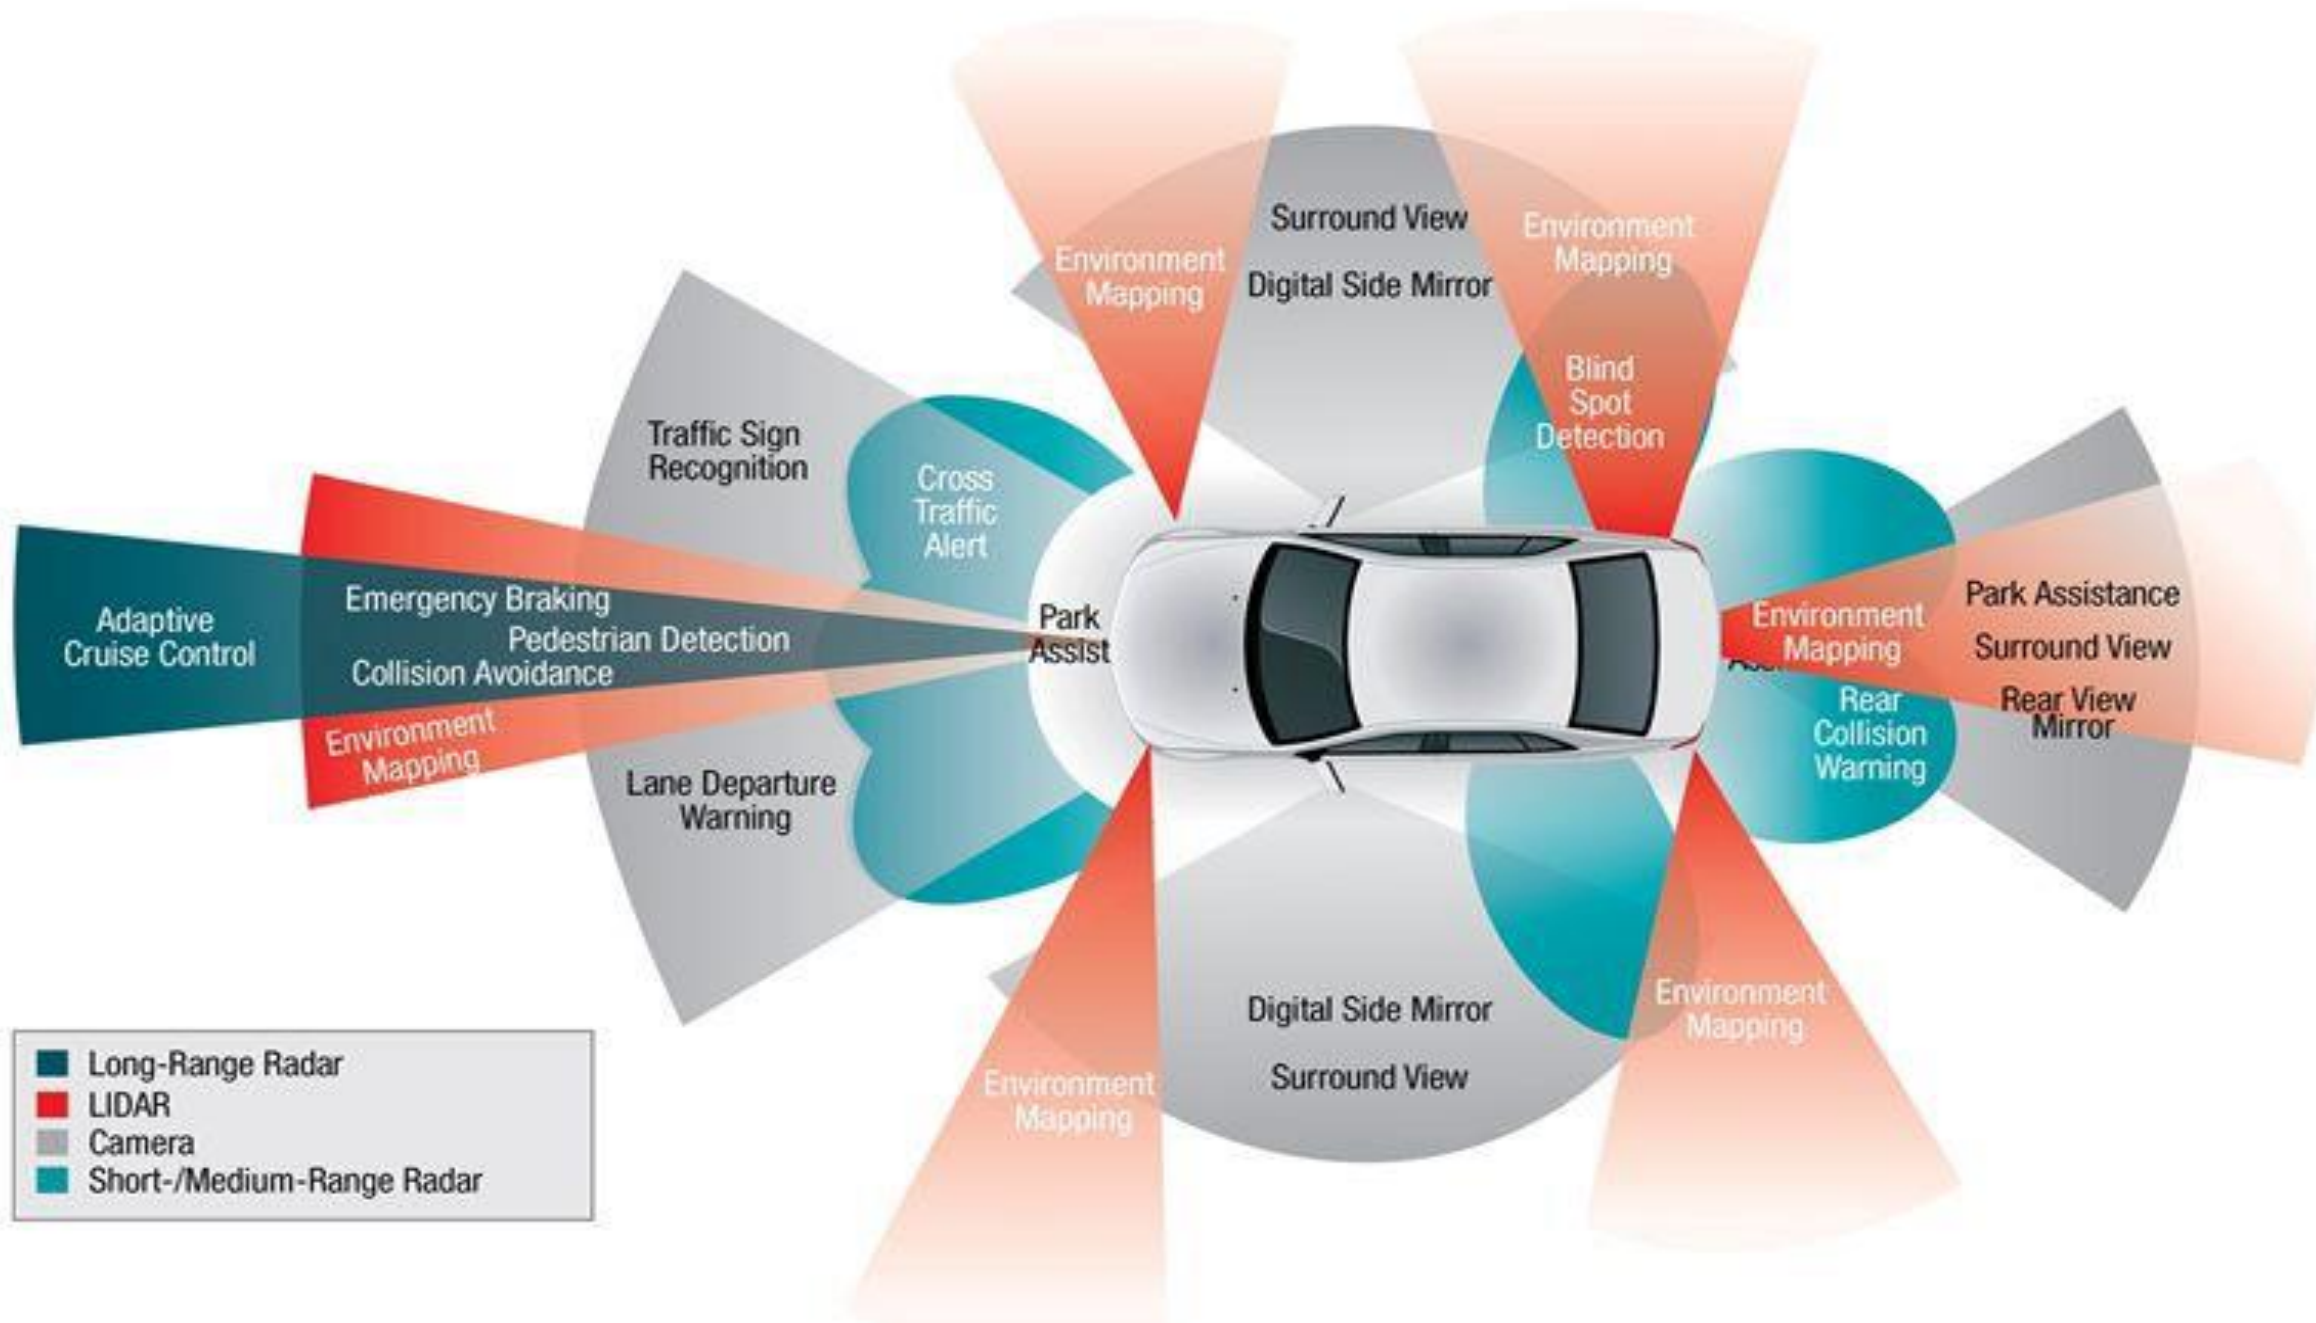 Surround View
Digital Side Mirror
Environment
Mapping
Environment
Mapping
Blind
Spot
Detection
Traffic Sign
Recognition
Cross
Traffic
Alert
Adaptive
Cruise Control
Emergency Braking
Pedestrian Detection
Collision Avoidance
Environment
Mapping
Park
Assist
Lane Departure
Warning
Environment
Mapping
Park Assistance
Surround View
Rear View
Mirror
Rear
Collision
Warning
Digital Side Mirror
Surround View
Environment
Mapping
Environment
Mapping
Long-Range Radar
LIDAR
Camera
Short-/Medium-Range Radar